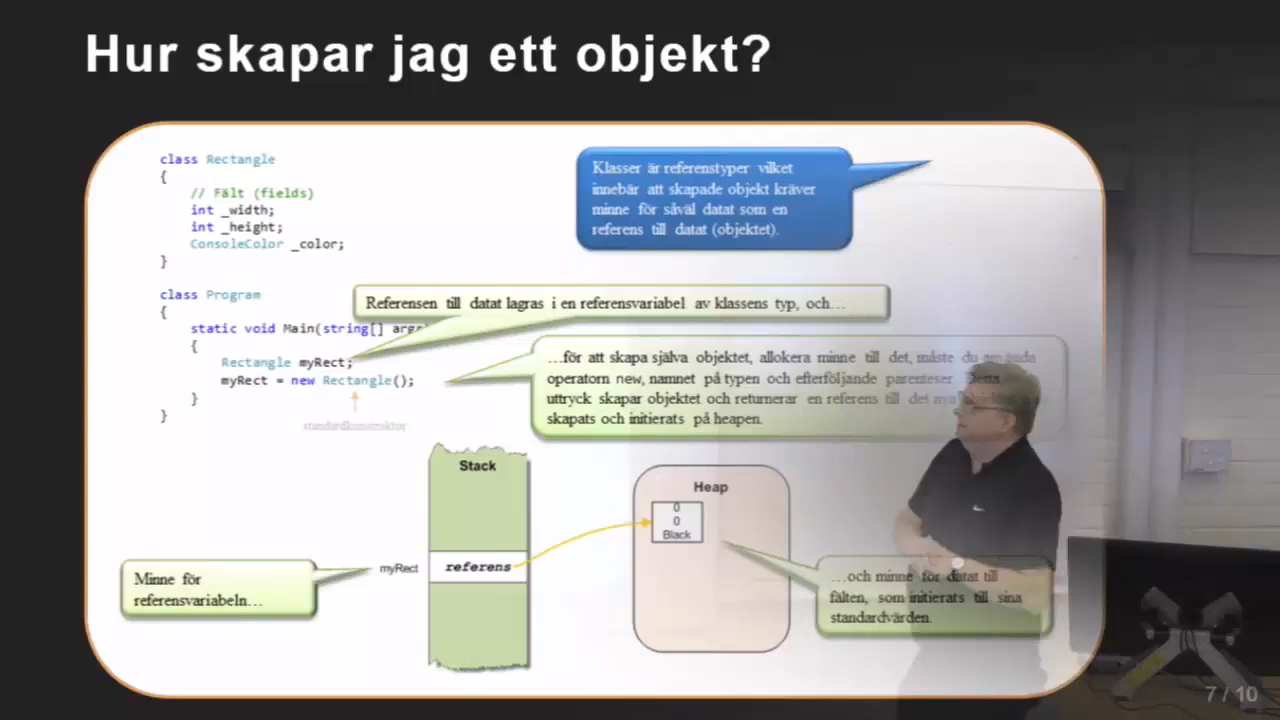 Hur skapar jag ett objekt?
class Rectangle
{
// Fält (fields)
int _width;
int _height;
ConsoleColor _color;
}
Klasser är referenstyper vilket
innebär att skapade objekt kräver
minne för såväl datat som en
referens till datat (objektet).
class Program
{
static void Main(string[] args
{
Rectangle myRect;
myRect = new Rectangle();
}
}
standardkonstruktor
Referensen till datat lagras i en referensvariabel av klassens typ, och…
…för att skapa själva objektet, allokera minne till det, måste du använda
operatorn new, namnet på typen och efterföljande parenteser. Detta
uttryck skapar objektet och returnerar en referens till det nya
skapats och initierats på heapen.
Stack
Heap
0
0
Black
myRect
referens
Minne för
referensvariabeln…
…och minne för datat till
fälten, som initierats till sina
standardvärden.
7 / 10